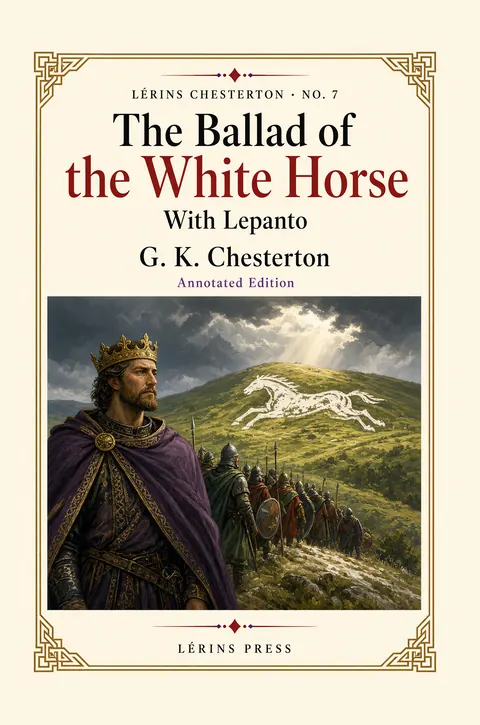 LÉRINS CHESTERTON · NO. 7
The Ballad of
the White Horse
With Lepanto
G. K. Chesterton
Annotated Edition
LÉRINS PRESS